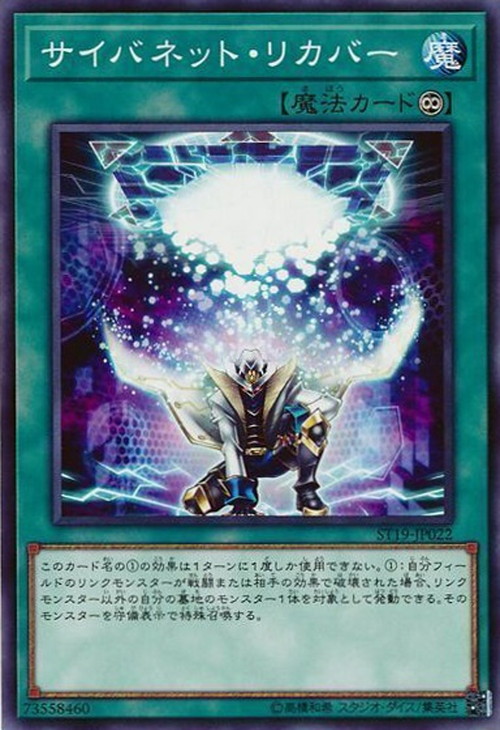 サイバネット・リカバー
魔
【魔法カード】
ST19-JP022
このカード名の①の効果は1ターンに1度しか使用できない。①：自分フィー
ルドのリンクモンスターが戦闘または相手の効果で破壊された場合、リンク
モンスター以外の自分の墓地のモンスター1体を対象として発動できる。その
モンスターを守備表示で特殊召喚する。
73558460
©高橋和希 スタジオ・ダイス/集英社